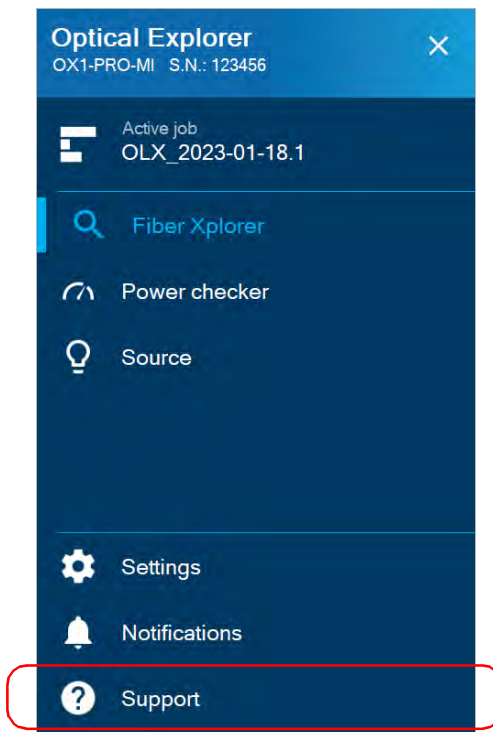 Optical Explorer
OX1-PRO-MI S.N.: 123456
Active job
OLX_2023-01-18.1
Fiber Xplorer
Power checker
Source
Settings
Notifications
Support